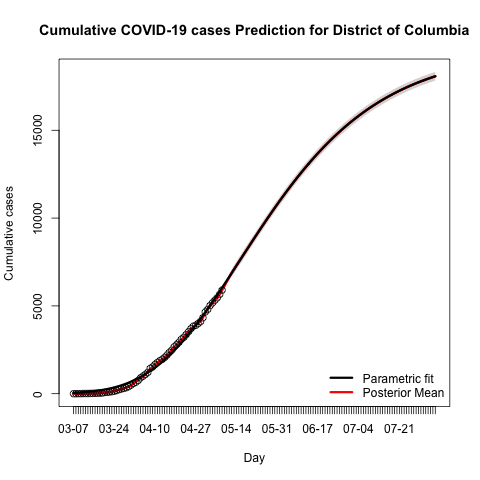 Cumulative COVID-19 cases Prediction for District of Columbia
Cumulative cases
15000
10000
5000
0
Parametric fit
Posterior Mean
03-07 03-24 04-10 04-27 05-14 05-31 06-17 07-04 07-21
Day